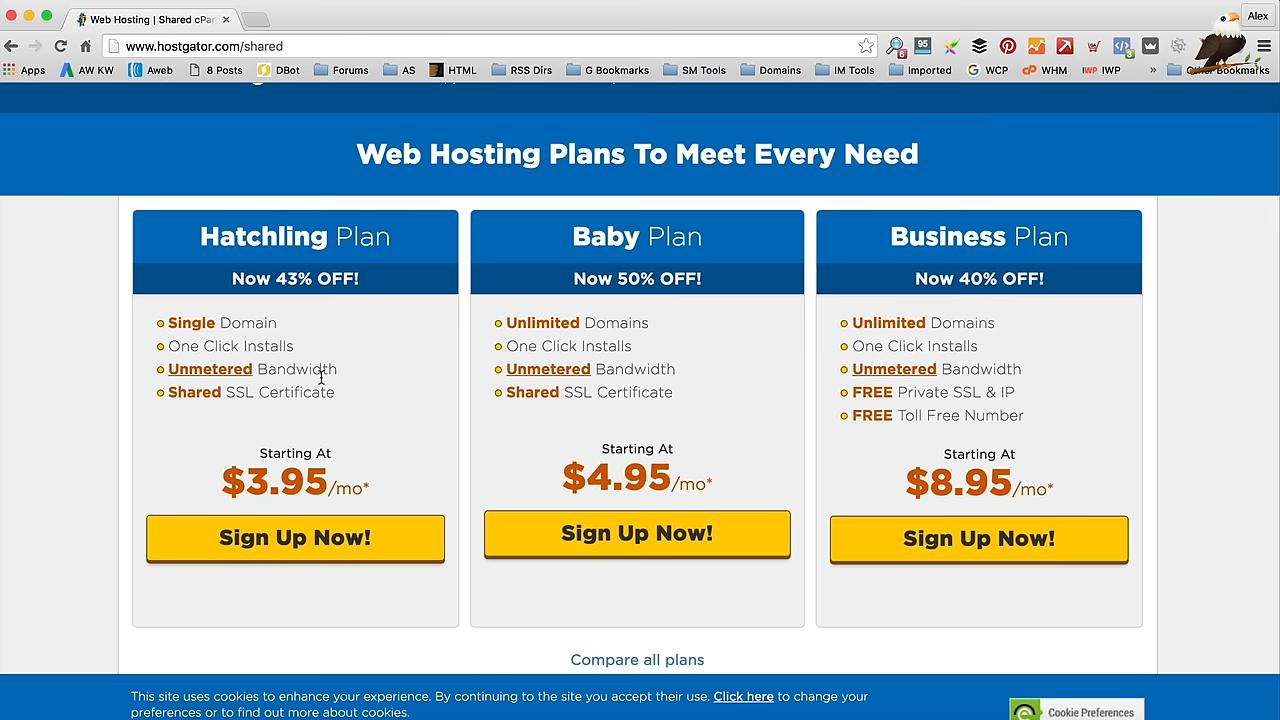 Web Hosting | Shared cPan
Alex
www.hostgator.com/shared
95
6
8
Apps
AW KW
Aweb
8 Posts
DBot
Forums
AS
HTML
RSS Dirs
G Bookmarks
SM Tools
Domains
IM Tools
Imported
WCP
cP WHM
IWP IWP
»
Other Bookmarks
Web Hosting Plans To Meet Every Need
Hatchling Plan
Now 43% OFF!
Single Domain
One Click Installs
Unmetered Bandwidth
Shared SSL Certificate
Starting At
$3.95/mo*
Sign Up Now!
Baby Plan
Now 50% OFF!
Unlimited Domains
One Click Installs
Unmetered Bandwidth
Shared SSL Certificate
Starting At
$4.95/mo*
Sign Up Now!
Business Plan
Now 40% OFF!
Unlimited Domains
One Click Installs
Unmetered Bandwidth
FREE Private SSL & IP
FREE Toll Free Number
Starting At
$8.95/mo*
Sign Up Now!
Compare all plans
This site uses cookies to enhance your experience. By continuing to the site you accept their use. Click here to change your
preferences or to find out more about cookies.
Cookie Preferences